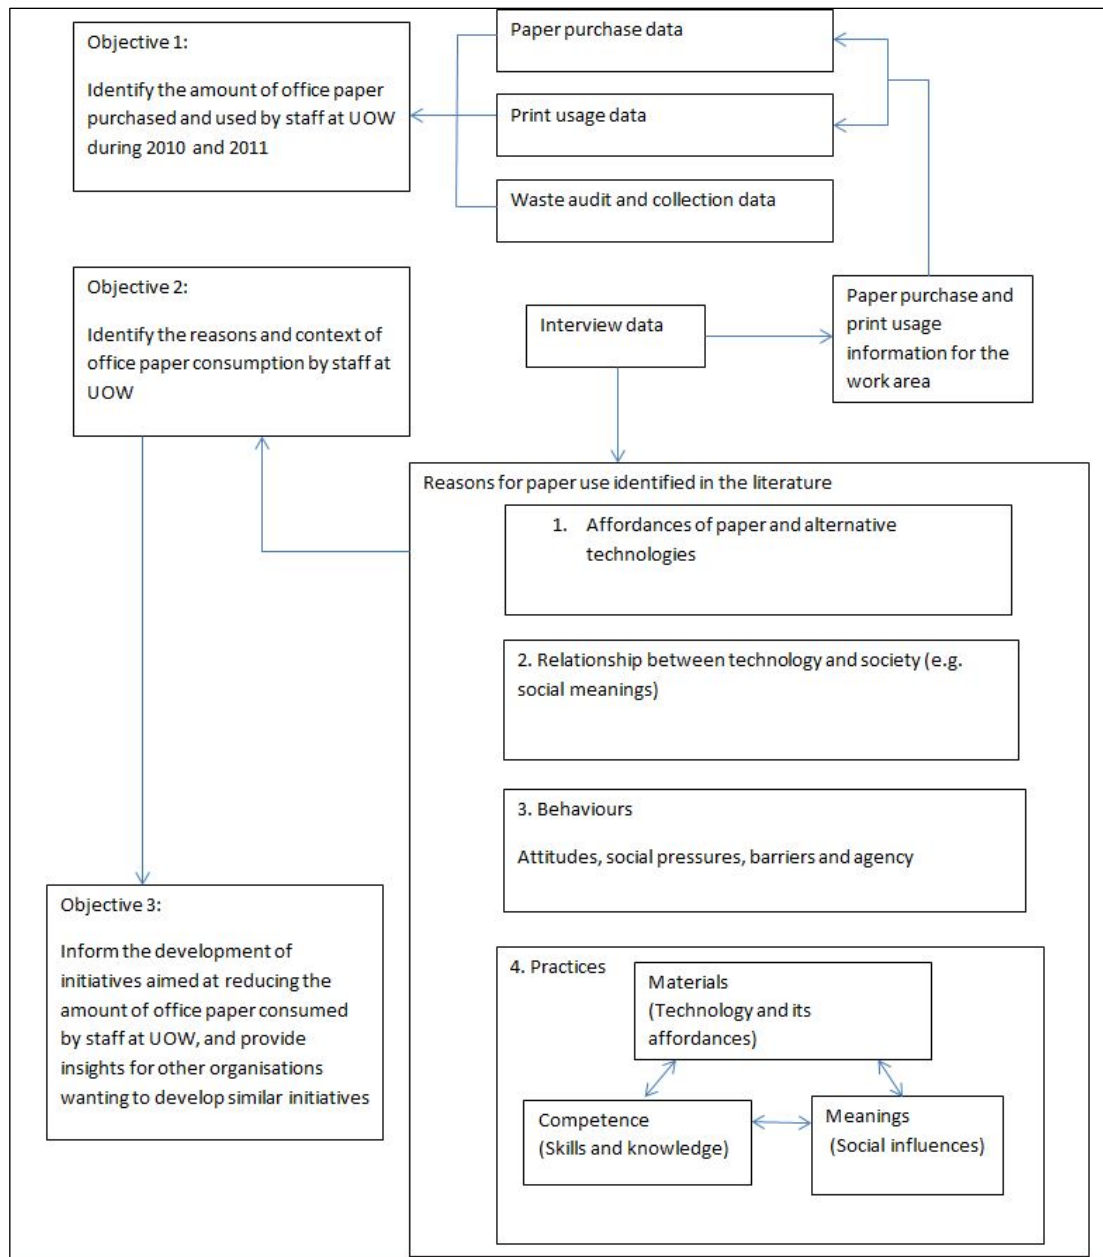 Objective 1:
Identify the amount of office paper
purchased and used by staff at UOW
during 2010 and 2011
Paper purchase data
Print usage data
Waste audit and collection data
Objective 2:
Identify the reasons and context of
office paper consumption by staff at
UOW
Interview data
Paper purchase and
print usage
information for the
work area
Reasons for paper use identified in the literature
1. Affordances of paper and alternative
technologies
2. Relationship between technology and society (e.g.
social meanings)
3. Behaviours
Attitudes, social pressures, barriers and agency
Objective 3:
Inform the development of
initiatives aimed at reducing the
amount of office paper consumed
by staff at UOW, and provide
insights for other organisations
wanting to develop similar initiatives
4. Practices
Materials
(Technology and its
affordances)
Competence
(Skills and knowledge)
Meanings
(Social influences)